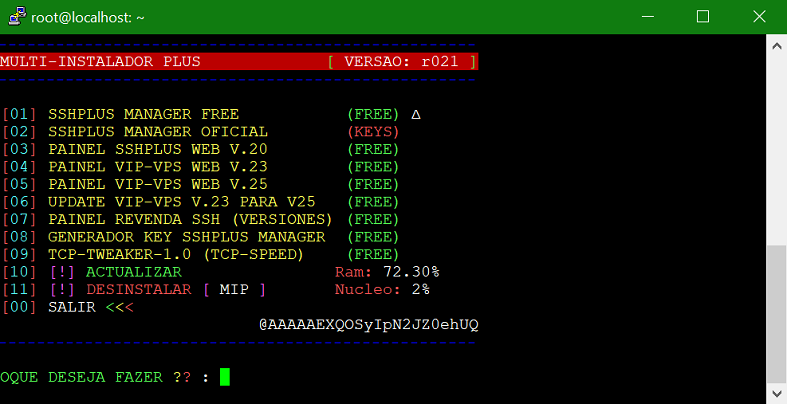 root@localhost: ~
MULTI-INSTALADOR PLUS [ VERSAO: r021 ]
[01] SSHPLUS MANAGER FREE (FREE) Δ
[02] SSHPLUS MANAGER OFICIAL (KEYS)
[03] PAINEL SSHPLUS WEB V.20 (FREE)
[04] PAINEL VIP-VPS WEB V.23 (FREE)
[05] PAINEL VIP-VPS WEB V.25 (FREE)
[06] UPDATE VIP-VPS V.23 PARA V25 (FREE)
[07] PAINEL REVENDA SSH (VERSIONES) (FREE)
[08] GENERADOR KEY SSHPLUS MANAGER (FREE)
[09] TCP-TWEAKER-1.0 (TCP-SPEED) (FREE)
[10] [!] ACTUALIZAR Ram: 72.30%
[11] [!] DESINSTALAR [ MIP ] Nucleo: 2%
[00] SALIR <<<
@AAAAAEXQOSyIpN2JZ0ehUQ
OQUE DESEJA FAZER ?? :